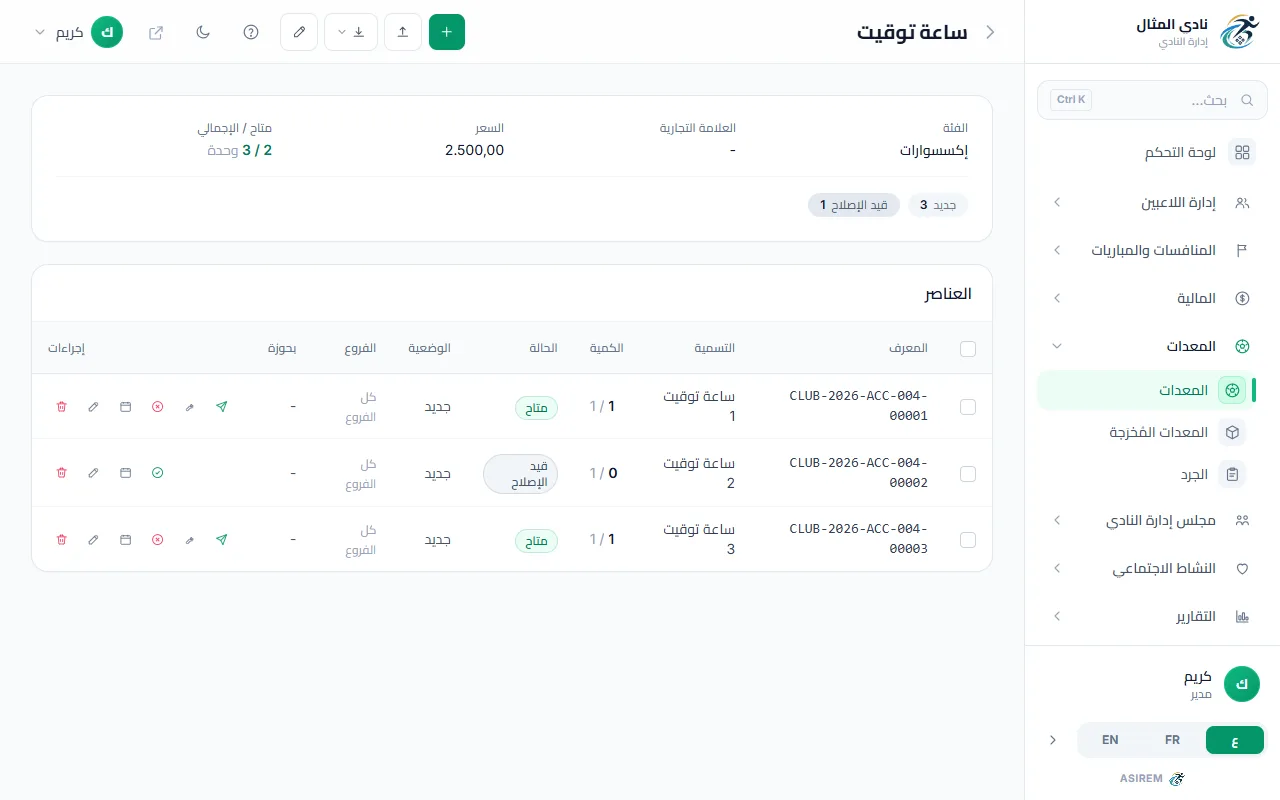 نادي المثال
إدارة النادي
بحث...
Ctrl K
لوحة التحكم
إدارة اللاعبين
المنافسات والمباريات
المالية
المعدات
المعدات
المعدات المُخرَجة
الجرد
مجلس إدارة النادي
النشاط الاجتماعي
التقارير
ك
كريم
مدير
ع
FR
EN
ASIREM
ساعة توقيت
ك
كريم
الفئة
إكسسوارات
العلامة التجارية
-
السعر
2.500,00
متاح / الإجمالي
2 / 3 وحدة
جديد 3
قيد الإصلاح 1
العناصر
المعرف التسمية الكمية الحالة الوضعية الفروع بحوزة إجراءات
CLUB-2026-ACC-004-
00001
ساعة توقيت
1
1 / 1
متاح
جديد
كل
الفروع
-
CLUB-2026-ACC-004-
00002
ساعة توقيت
2
0 / 1
قيد
الإصلاح
جديد
كل
الفروع
-
CLUB-2026-ACC-004-
00003
ساعة توقيت
3
1 / 1
متاح
جديد
كل
الفروع
-